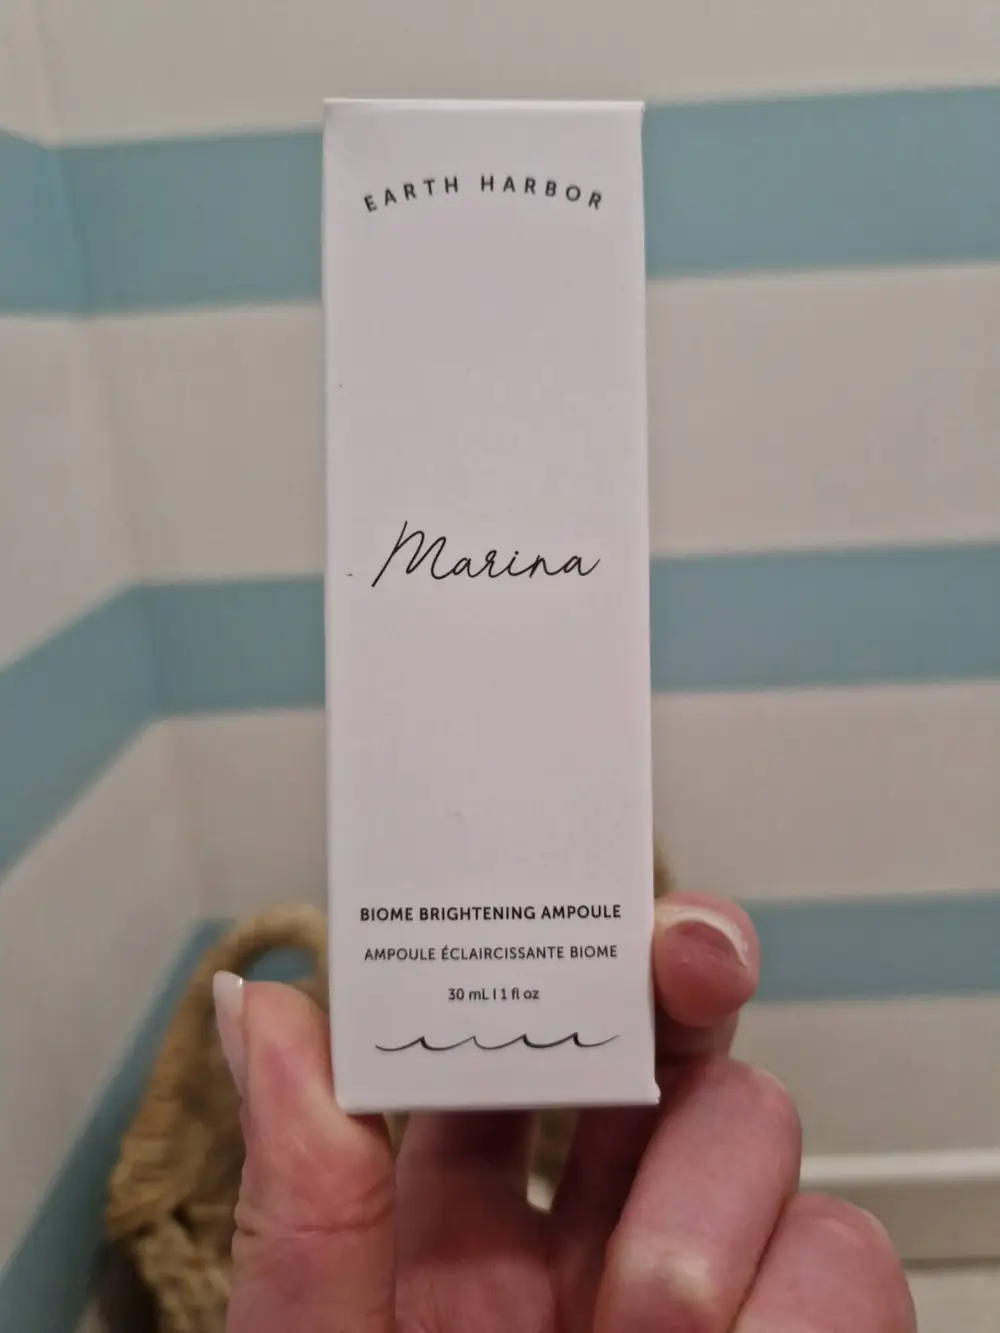 EARTH HARBOR
Marina
BIOME BRIGHTENING AMPOULE
AMPOULE ÉCLAIRCISSANTE BIOME
30 mL | 1 fl oz